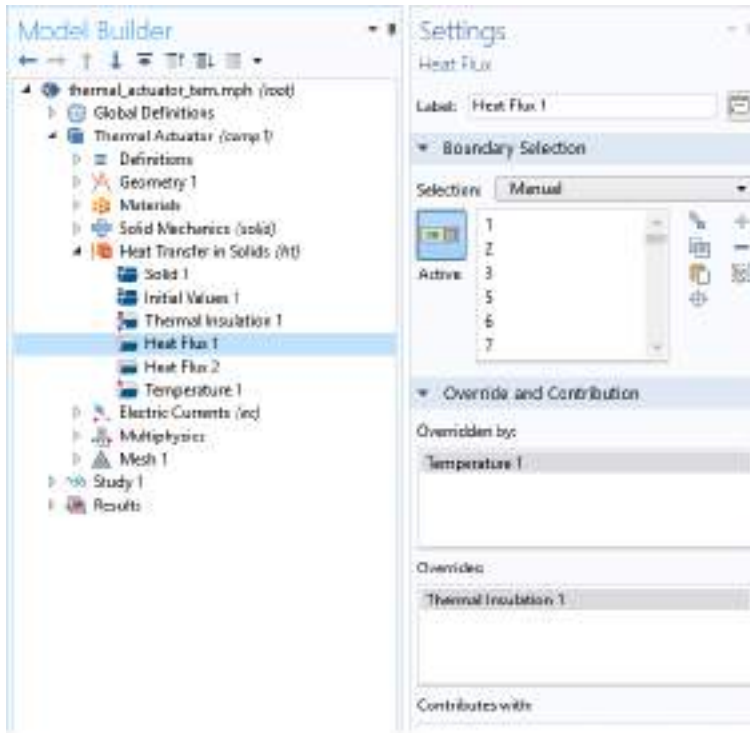 Model Builder
thermal_actuator_tem.mph (root)
Global Definitions
Thermal Actuator (comp1)
Definitions
Geometry 1
Materials
Solid Mechanics (solid)
Heat Transfer in Solids (ht)
Solid 1
Initial Values 1
Thermal Insulation 1
Heat Flux 1
Heat Flux 2
Temperature 1
Electric Currents (ec)
Multiphysics
Mesh 1
Study 1
Results
Settings
Heat Flux
Label: Heat Flux 1
Boundary Selection
Selection: Manual
Active
1
2
3
5
6
7
Override and Contribution
Overridden by:
Temperature 1
Overrides:
Thermal Insulation 1
Contributes with: